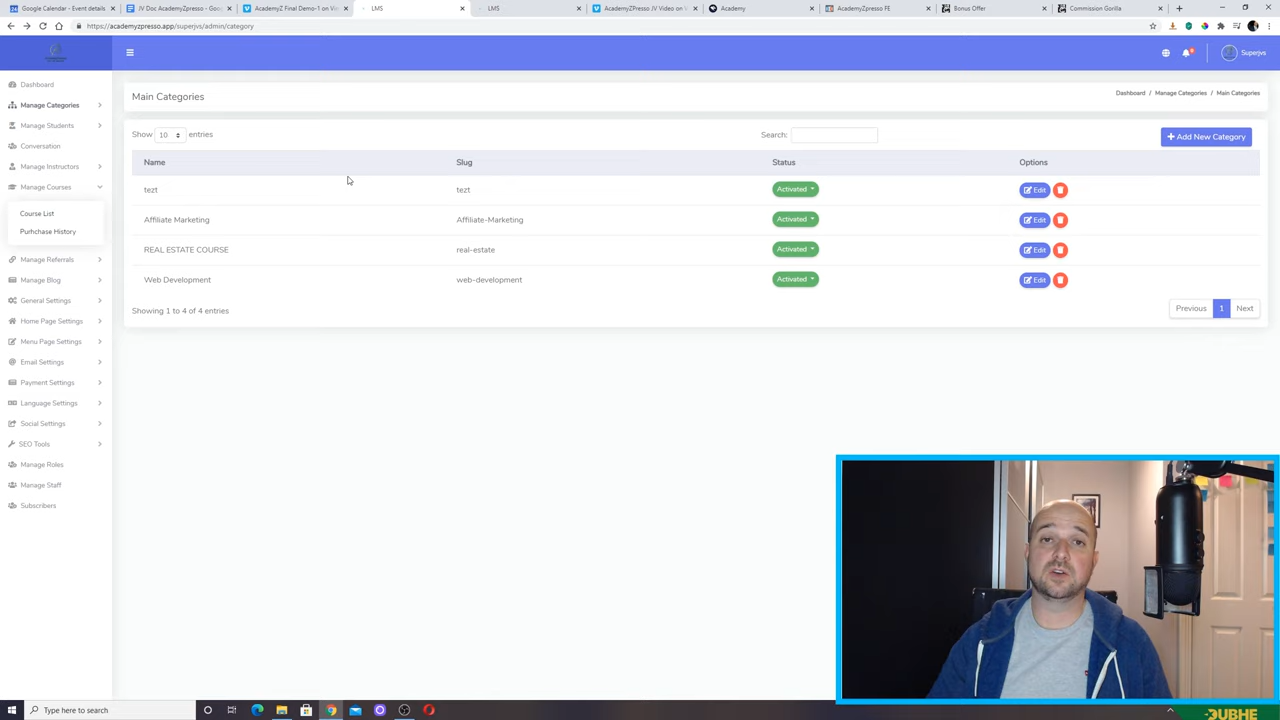 Google Calendar - Event details
JV Doc AcademyZpresso - Goog
AcademyZ Final Demo-1 on Vim
LMS
LMS
AcademyZPresso JV Video on V
Academy
AcademyZPresso FE
Bonus Offer
Commission Gorilla
https://academyzpresso.app/superjvs/admin/category
Superjvs
Dashboard
Manage Categories
Manage Students
Conversation
Manage Instructors
Manage Courses
Course List
Purhchase History
Manage Referrals
Manage Blog
General Settings
Home Page Settings
Menu Page Settings
Email Settings
Payment Settings
Language Settings
Social Settings
SEO Tools
Manage Roles
Manage Staff
Subscribers
Main Categories
Dashboard / Manage Categories / Main Categories
Show 10 entries
Search:
Add New Category
Name Slug Status Options
tezt tezt Activated Edit
Affiliate Marketing Affiliate-Marketing Activated Edit
REAL ESTATE COURSE real-estate Activated Edit
Web Development web-development Activated Edit
Showing 1 to 4 of 4 entries
Previous 1 Next
Type here to search